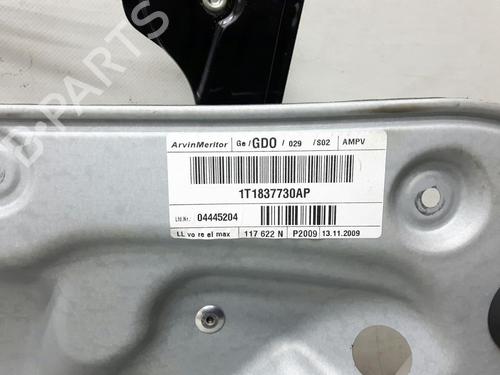 B-PARTS
ArvinMeritor Ge/GDO/029 /S02 AMPV
1T1837730AP
Lfd.Nr. 04445204
LL vo re el max 117 622 N P2009 13.11.2009